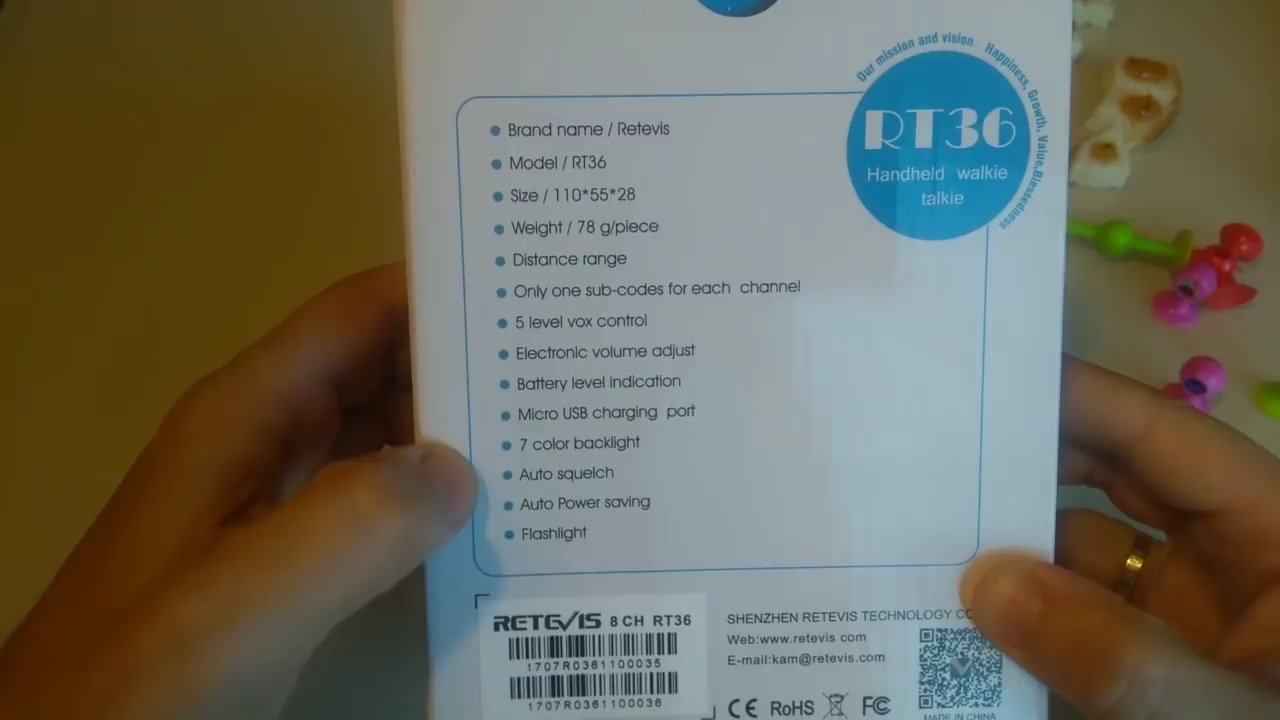 Our mission and vision Happiness, Growth, Value, Blessedness
RT36
Handheld walkie
talkie
Brand name / Retevis
Model / RT36
Size / 110*55*28
Weight / 78 g/piece
Distance range
Only one sub-codes for each channel
5 level vox control
Electronic volume adjust
Battery level indication
Micro USB charging port
7 color backlight
Auto squelch
Auto Power saving
Flashlight
RETEVIS 8 CH RT36
1707R0361100035
1707R0361100036
SHENZHEN RETEVIS TECHNOLOGY CO
Web:www.retevis com
E-mail:kam@retevis.com
CE RoHS FC
MADE IN CHINA